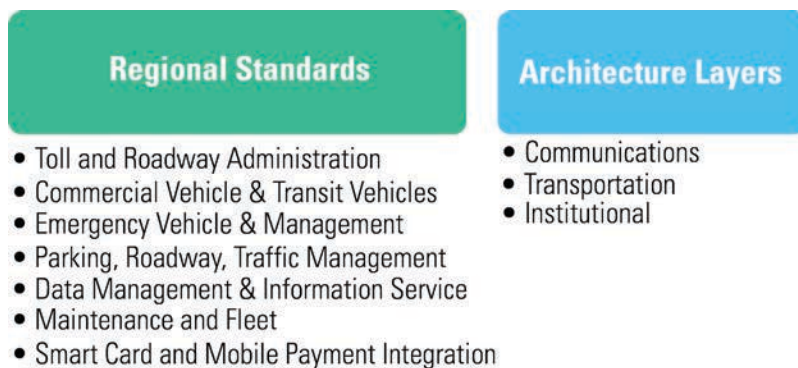 Regional Standards
• Toll and Roadway Administration
• Commercial Vehicle & Transit Vehicles
• Emergency Vehicle & Management
• Parking, Roadway, Traffic Management
• Data Management & Information Service
• Maintenance and Fleet
• Smart Card and Mobile Payment Integration
Architecture Layers
• Communications
• Transportation
• Institutional